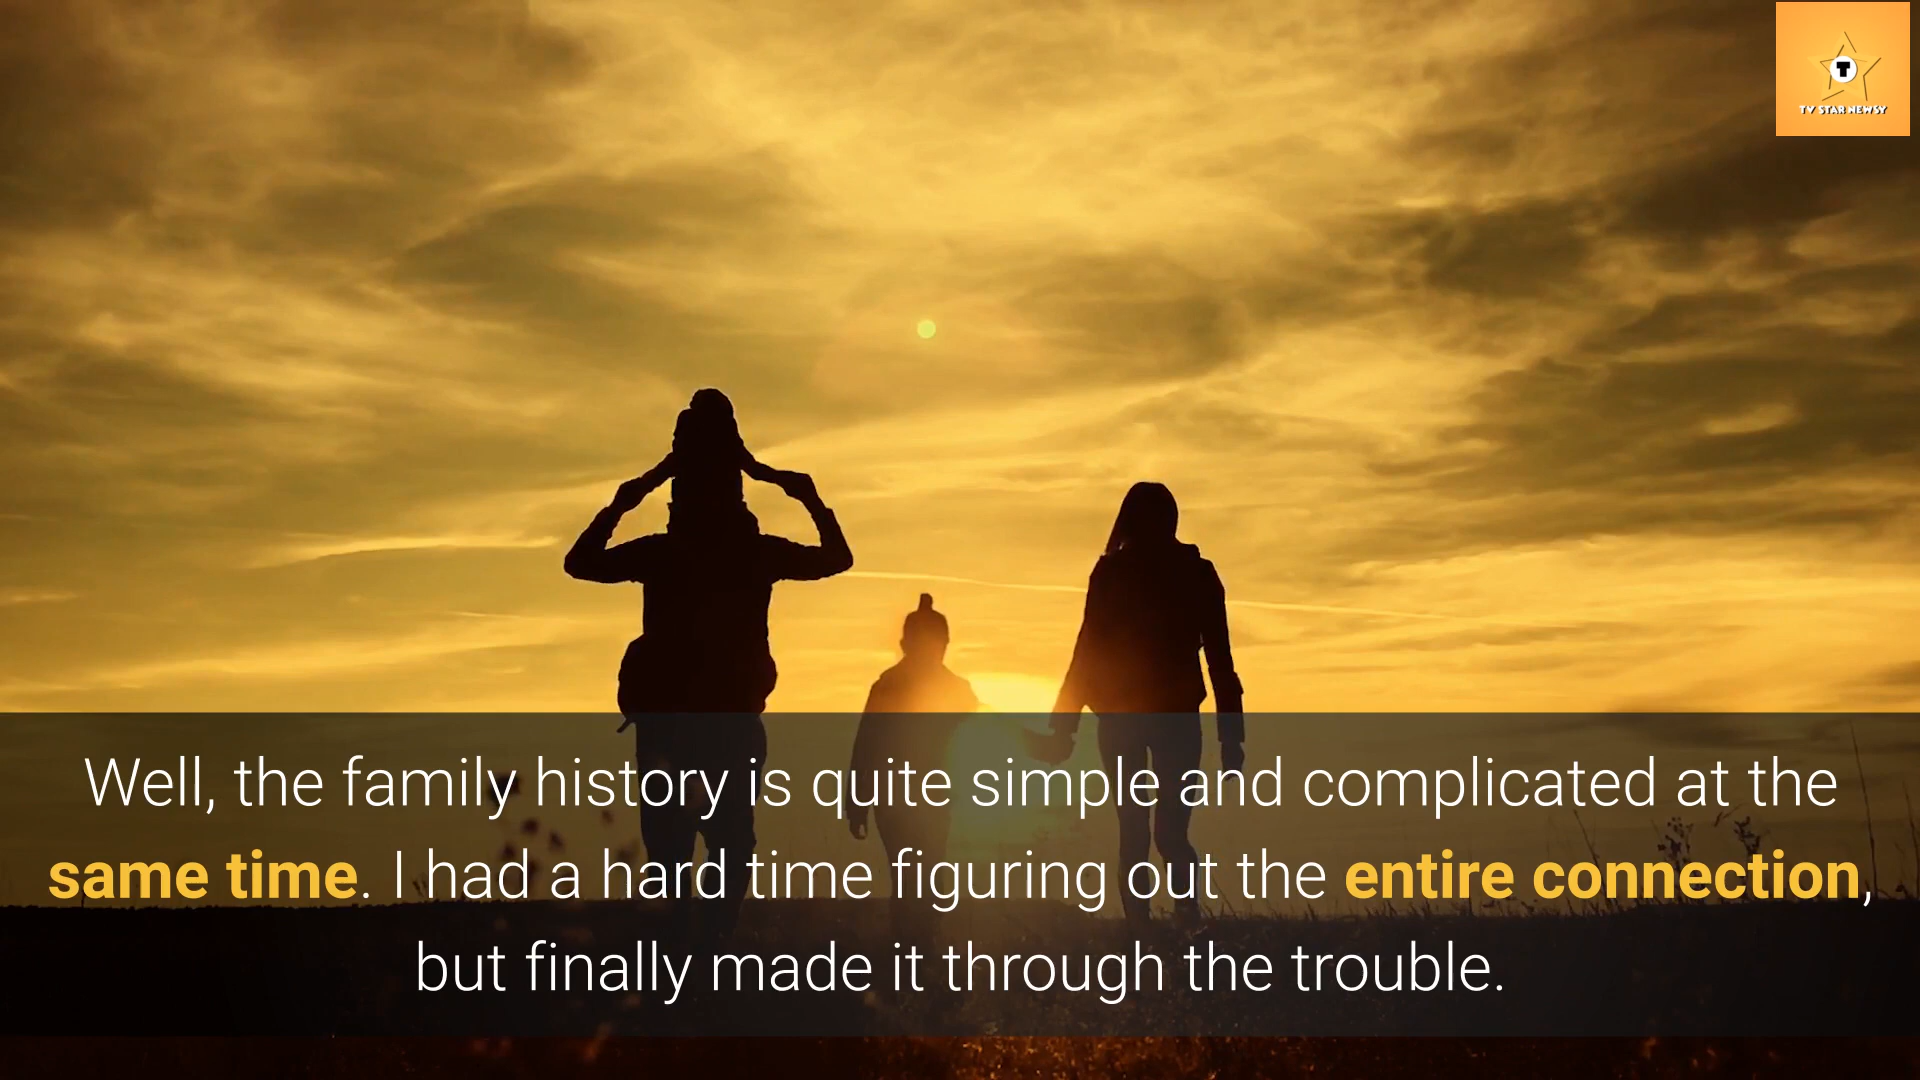 T
TV STAR NEWSY
Well, the family history is quite simple and complicated at the
same time. I had a hard time figuring out the entire connection,
but finally made it through the trouble.